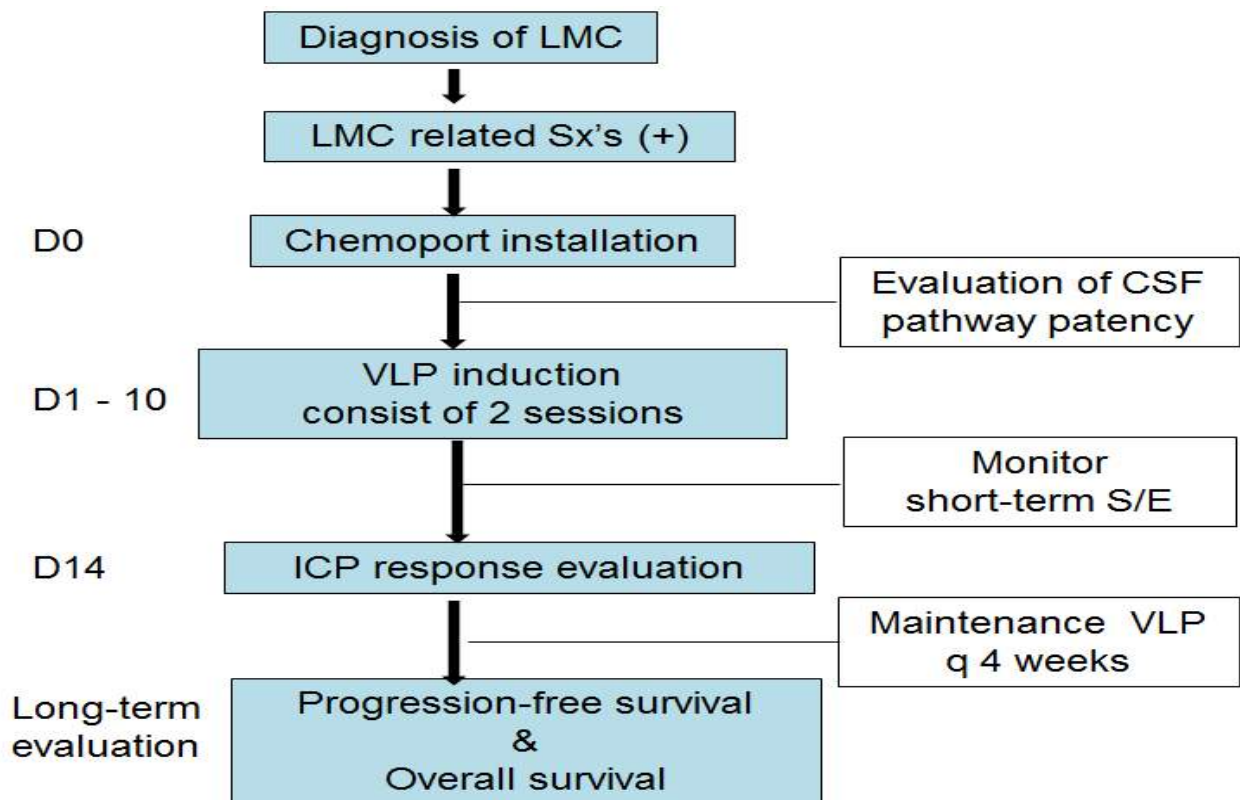 Diagnosis of LMC
LMC related Sx's (+)
D0
Chemoport installation
Evaluation of CSF
pathway patency
D1 - 10
VLP induction
consist of 2 sessions
Monitor
short-term S/E
D14
ICP response evaluation
Maintenance VLP
q 4 weeks
Long-term
evaluation
Progression-free survival
&
Overall survival